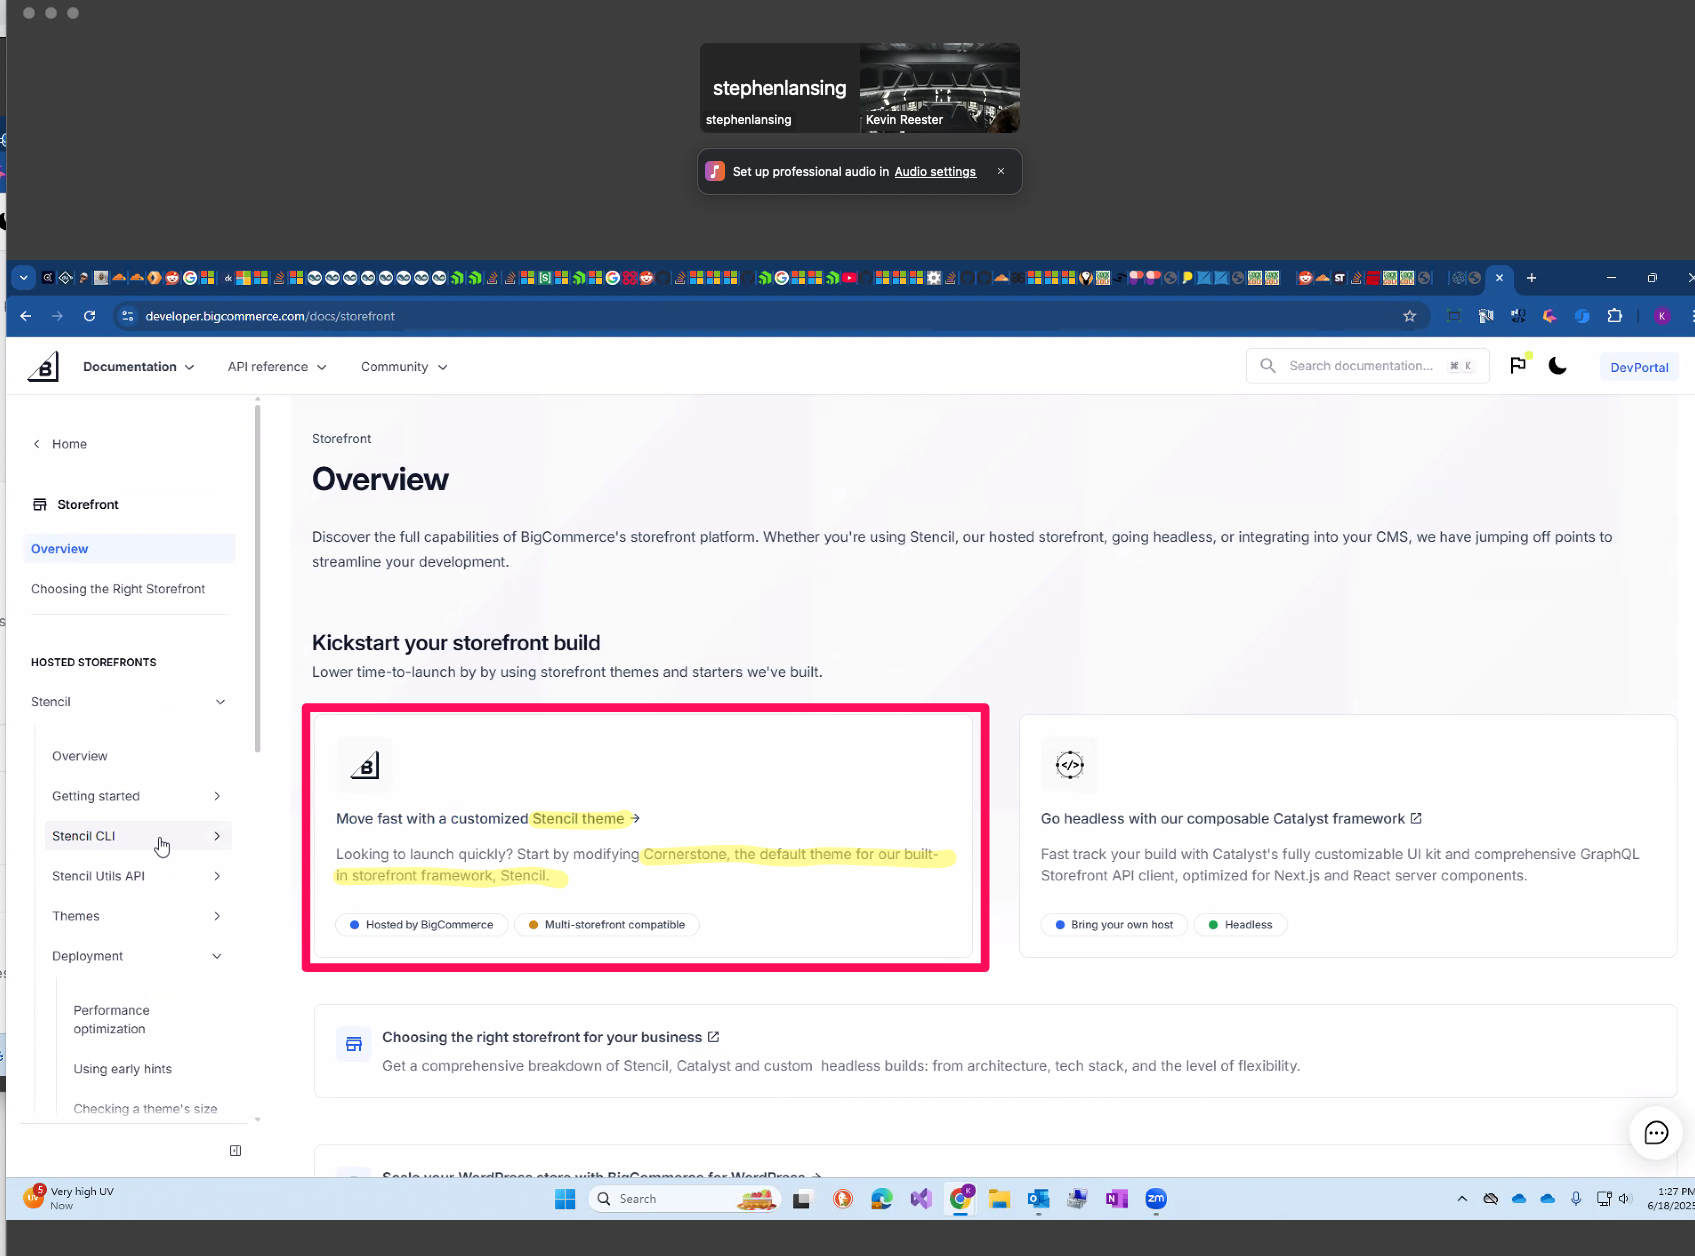 stephenlansing
stephenlansing
Kevin Reester
Set up professional audio in Audio settings
developer.bigcommerce.com/docs/storefront
K
B
Documentation
API reference
Community
Search documentation...
⌘ K
DevPortal
Home
Storefront
Overview
Choosing the Right Storefront
HOSTED STOREFRONTS
Stencil
Overview
Getting started
Stencil CLI
Stencil Utils API
Themes
Deployment
Performance
optimization
Using early hints
Checking a theme's size
Storefront
Overview
Discover the full capabilities of BigCommerce's storefront platform. Whether you're using Stencil, our hosted storefront, going headless, or integrating into your CMS, we have jumping off points to
streamline your development.
Kickstart your storefront build
Lower time-to-launch by by using storefront themes and starters we've built.
B
Move fast with a customized Stencil theme →
Looking to launch quickly? Start by modifying Cornerstone, the default theme for our built-
in storefront framework, Stencil.
Hosted by BigCommerce
Multi-storefront compatible
</>
Go headless with our composable Catalyst framework
Fast track your build with Catalyst's fully customizable UI kit and comprehensive GraphQL
Storefront API client, optimized for Next.js and React server components.
Bring your own host
Headless
Choosing the right storefront for your business
Get a comprehensive breakdown of Stencil, Catalyst and custom headless builds: from architecture, tech stack, and the level of flexibility.
Scale your WordPress store with BigCommerce for WordPress →
5
Very high UV
Now
Search
zm
1:27 PM
6/18/2025